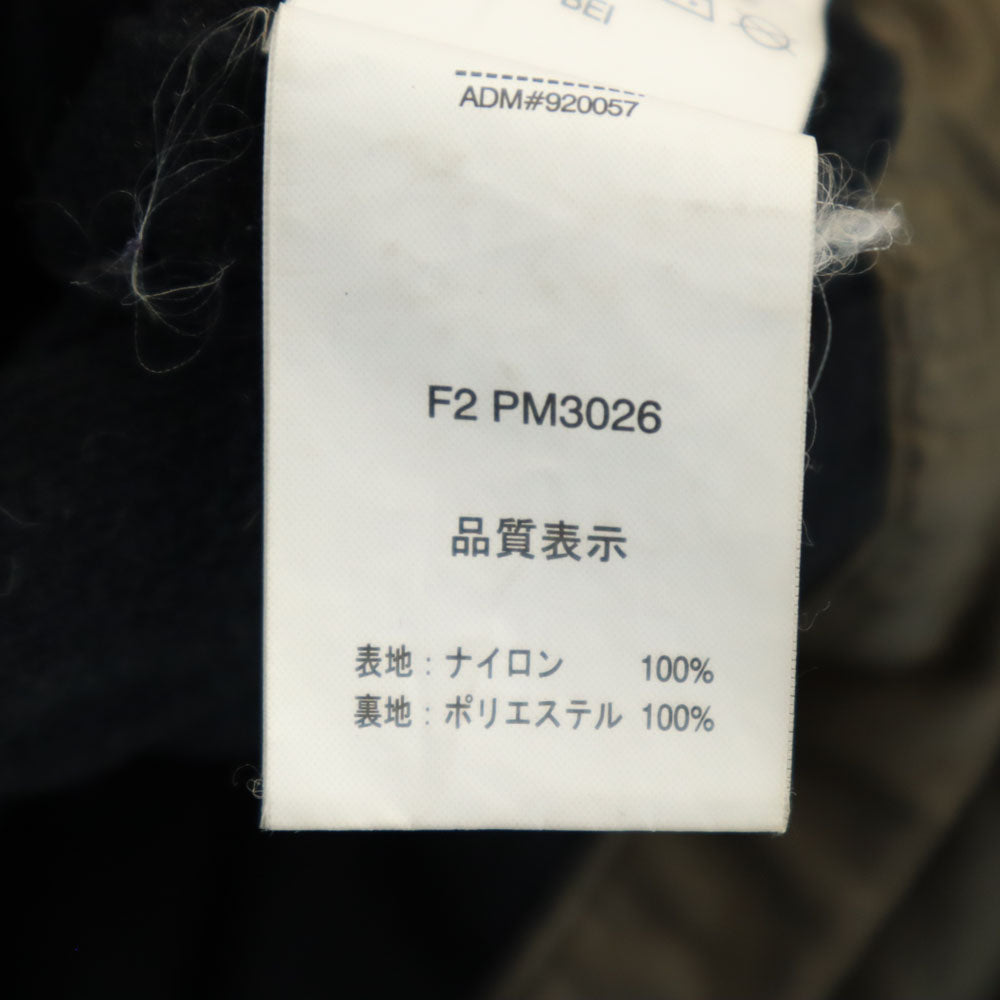 BEI
ADM#920057
F2 PM3026
品質表示
表地：ナイロン 100%
裏地：ポリエステル 100%